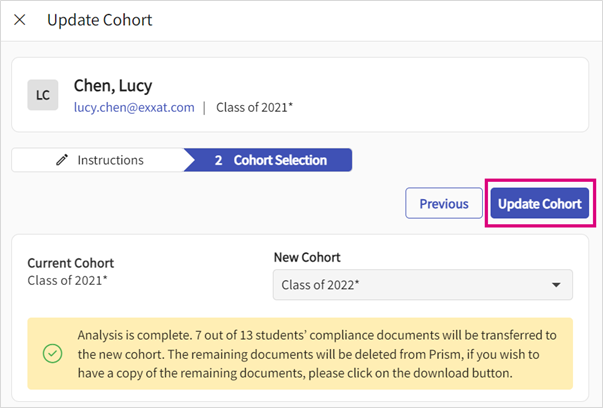 Update Cohort
LC
Chen, Lucy
lucy.chen@exxat.com | Class of 2021*
Instructions
2 Cohort Selection
Previous
Update Cohort
Current Cohort
Class of 2021*
New Cohort
Class of 2022*
Analysis is complete. 7 out of 13 students’ compliance documents will be transferred to
the new cohort. The remaining documents will be deleted from Prism, if you wish to
have a copy of the remaining documents, please click on the download button.